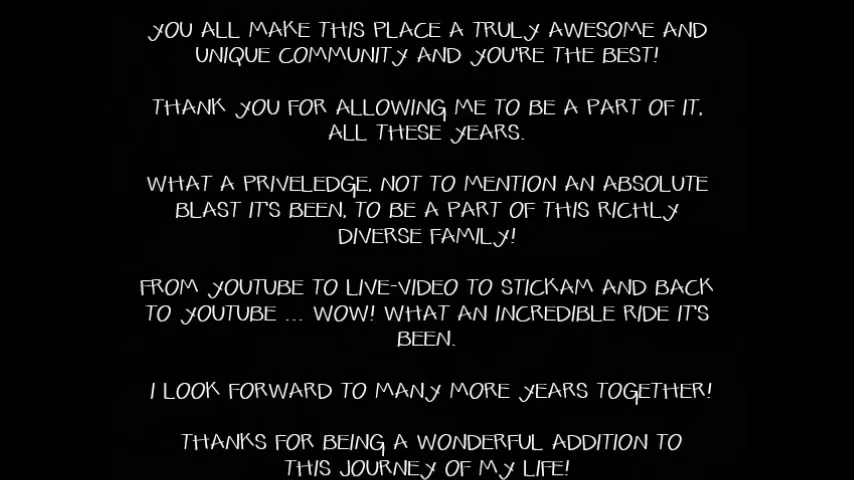 YOU ALL MAKE THIS PLACE A TRULY AWESOME AND
UNIQUE COMMUNITY AND YOU'RE THE BEST!
THANK YOU FOR ALLOWING ME TO BE A PART OF IT,
ALL THESE YEARS.
WHAT A PRIVELEDGE, NOT TO MENTION AN ABSOLUTE
BLAST IT'S BEEN, TO BE A PART OF THIS RICHLY
DIVERSE FAMILY!
FROM YOUTUBE TO LIVE-VIDEO TO STICKAM AND BACK
TO YOUTUBE ... WOW! WHAT AN INCREDIBLE RIDE IT'S
BEEN.
I LOOK FORWARD TO MANY MORE YEARS TOGETHER!
THANKS FOR BEING A WONDERFUL ADDITION TO
THIS JOURNEY OF MY LIFE!